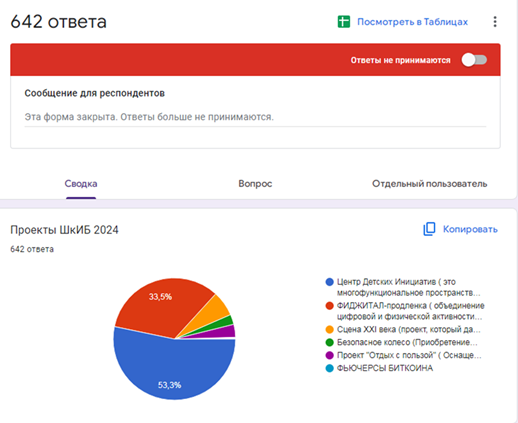 642 ответа
Посмотреть в Таблицах
Ответы не принимаются
Сообщение для респондентов
Эта форма закрыта. Ответы больше не принимаются.
Сводка
Вопрос
Отдельный пользователь
Проекты ШкИБ 2024
Копировать
642 ответа
33,5%
53,3%
Центр Детских Инициатив ( это
многофункциональное пространств...
ФИДЖИТАЛ-продленка ( объединение
цифровой и физической активности...
Сцена XXI века (проект, который да...
Безопасное колесо (Приобретение...
Проект "Отдых с пользой" ( Оснаще...
ФЬЮЧЕРСЫ БИТКОИНА